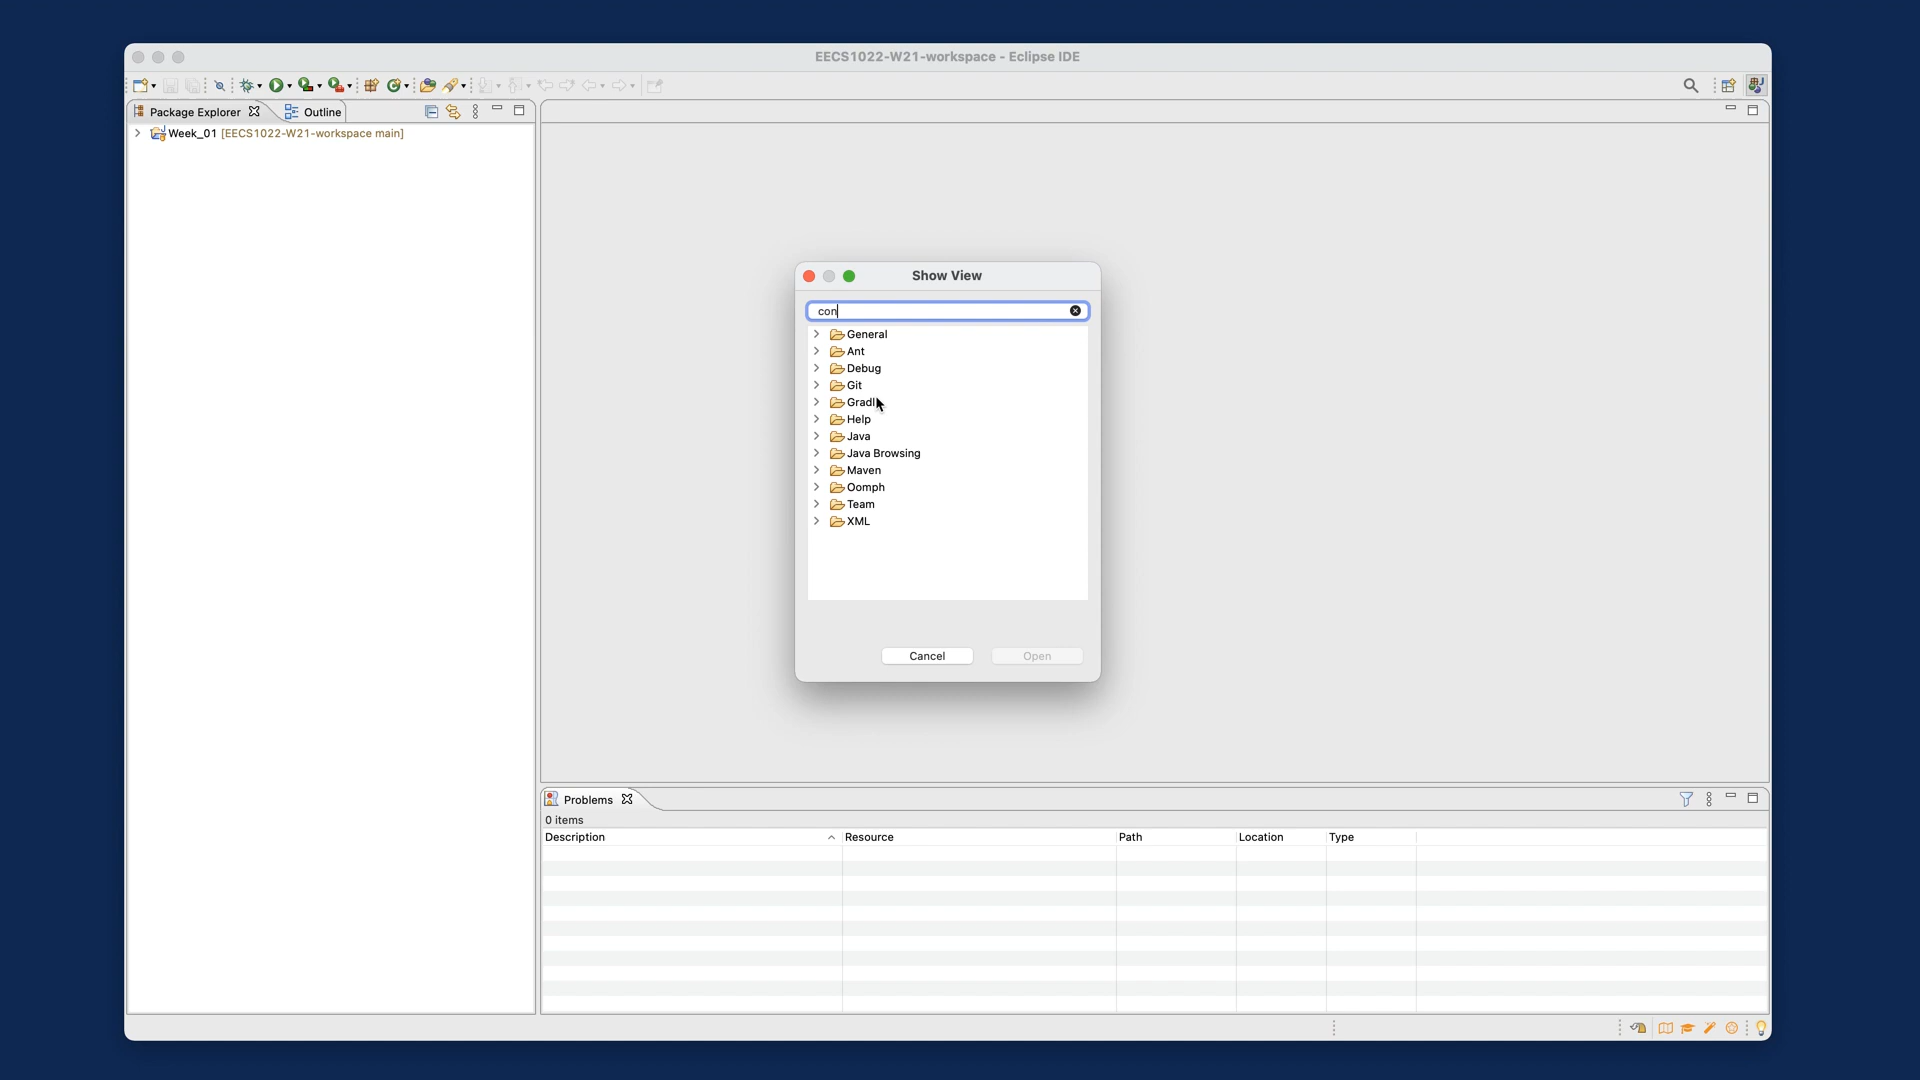 EECS1022-W21-workspace - Eclipse IDE
Package Explorer
Outline
Week_01 [EECS1022-W21-workspace main]
Show View
con
General
Ant
Debug
Git
Gradl
Help
Java
Java Browsing
Maven
Oomph
Team
XML
Cancel
Open
Problems
0 items
Description
Resource
Path
Location
Type